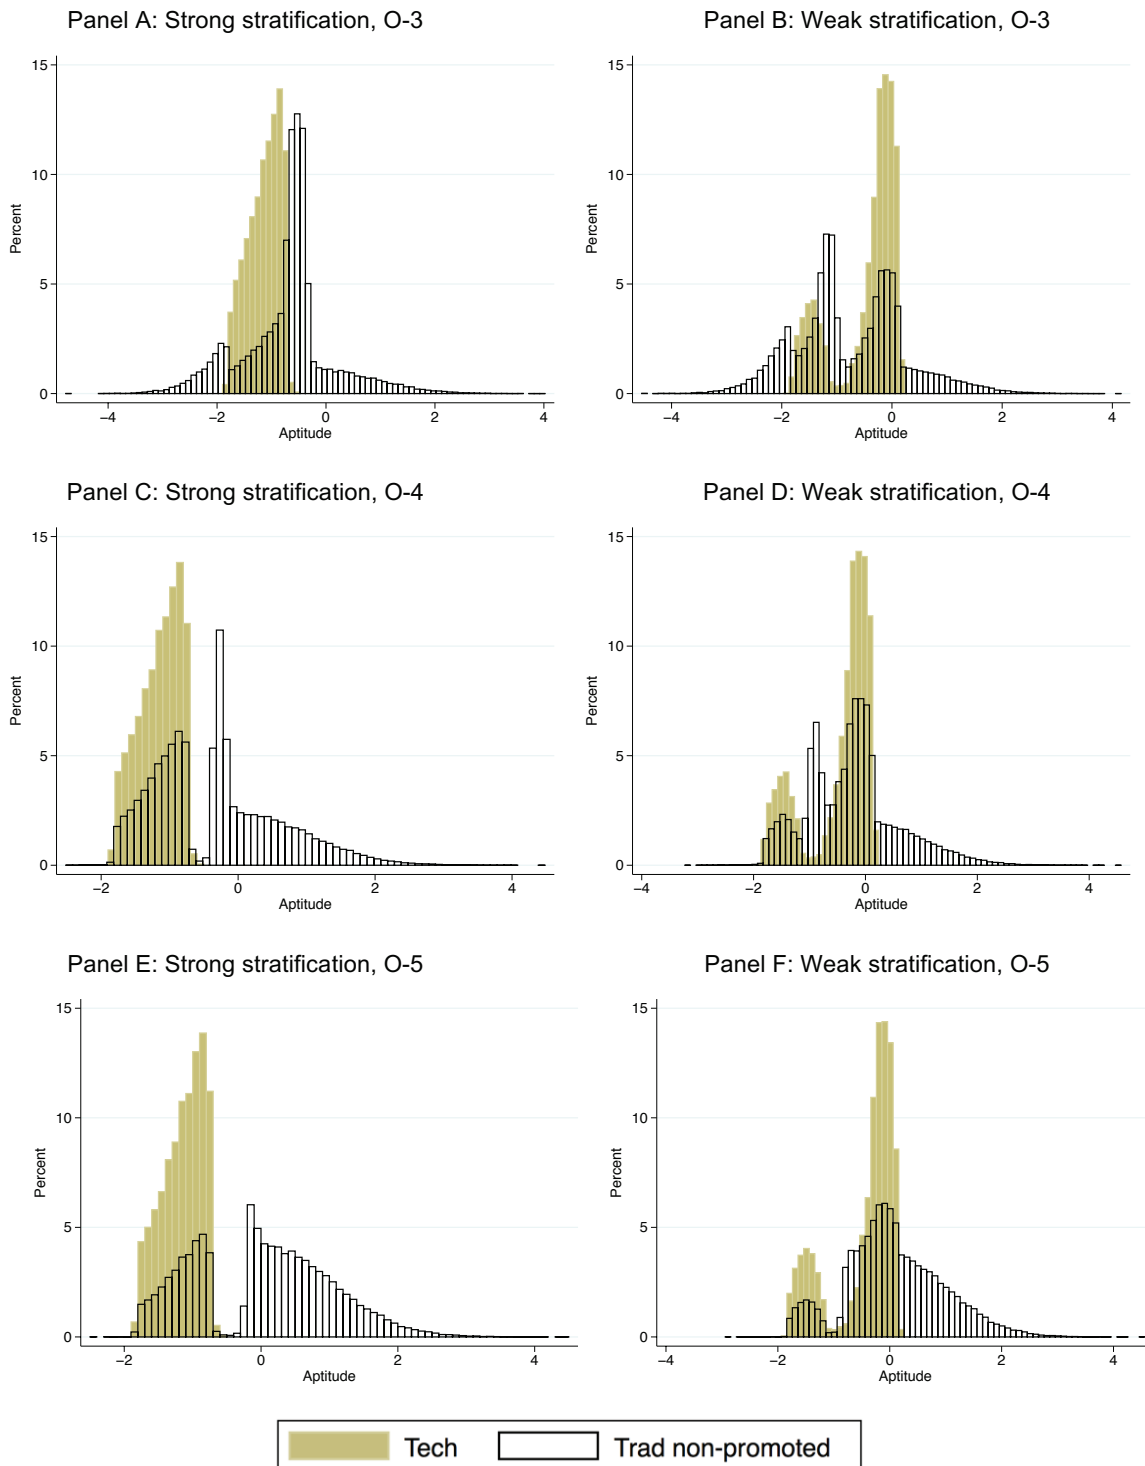 Panel A: Strong stratification, O-3
Panel B: Weak stratification, O-3
15
10
5
0
Percent
−4
−2
0
2
4
Aptitude
15
10
5
0
Percent
−4
−2
0
2
4
Aptitude
Panel C: Strong stratification, O-4
Panel D: Weak stratification, O-4
15
10
5
0
Percent
−2
0
2
4
Aptitude
15
10
5
0
Percent
−4
−2
0
2
4
Aptitude
Panel E: Strong stratification, O-5
Panel F: Weak stratification, O-5
15
10
5
0
Percent
−2
0
2
4
Aptitude
15
10
5
0
Percent
−4
−2
0
2
4
Aptitude
Tech
Trad non-promoted